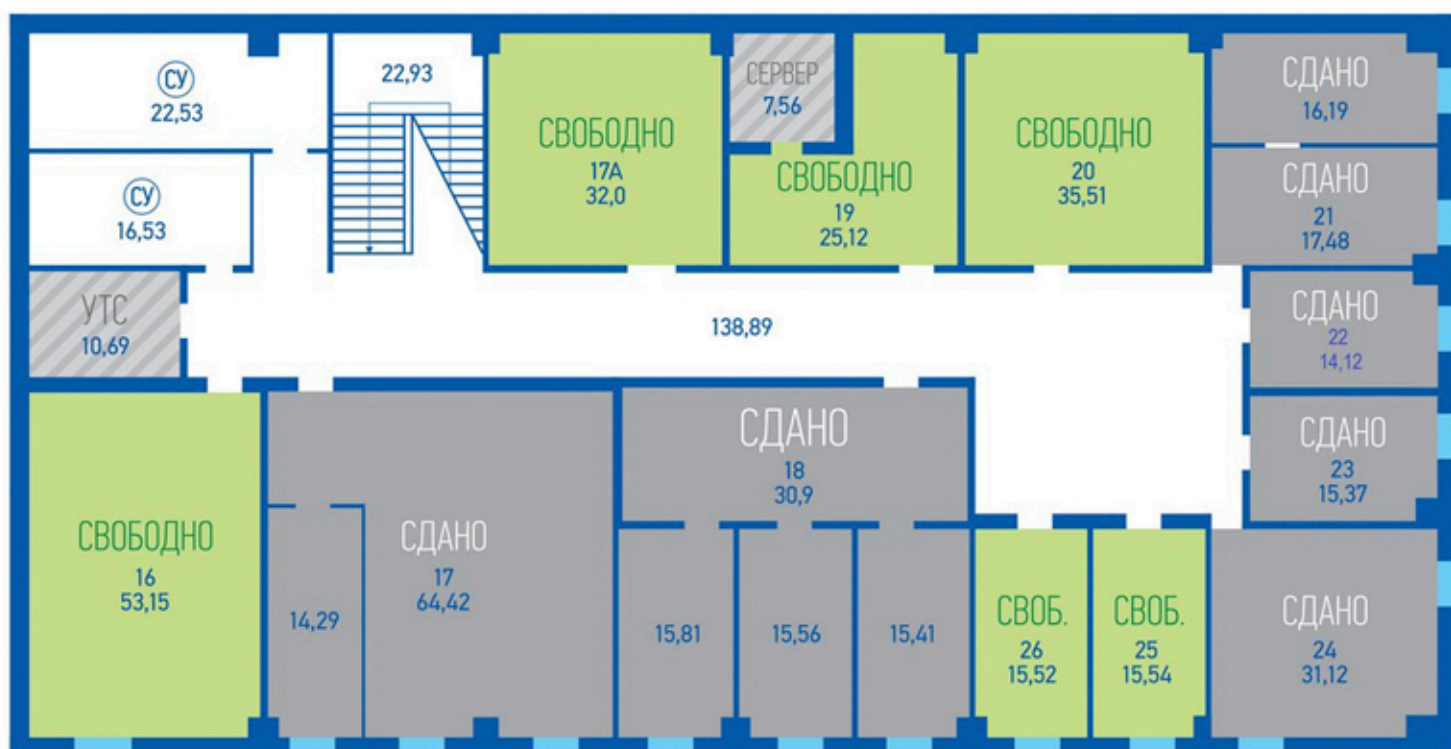 СУ
22,53
22,93
СУ
16,53
УТС
10,69
СВОБОДНО
17А
32,0
СЕРВЕР
7,56
СВОБОДНО
19
25,12
СВОБОДНО
20
35,51
СДАНО
16,19
СДАНО
21
17,48
138,89
СДАНО
22
14,12
СДАНО
23
15,37
СВОБОДНО
16
53,15
14,29
СДАНО
17
64,42
СДАНО
18
30,9
15,81
15,56
15,41
СВОБ.
26
15,52
СВОБ.
25
15,54
СДАНО
24
31,12